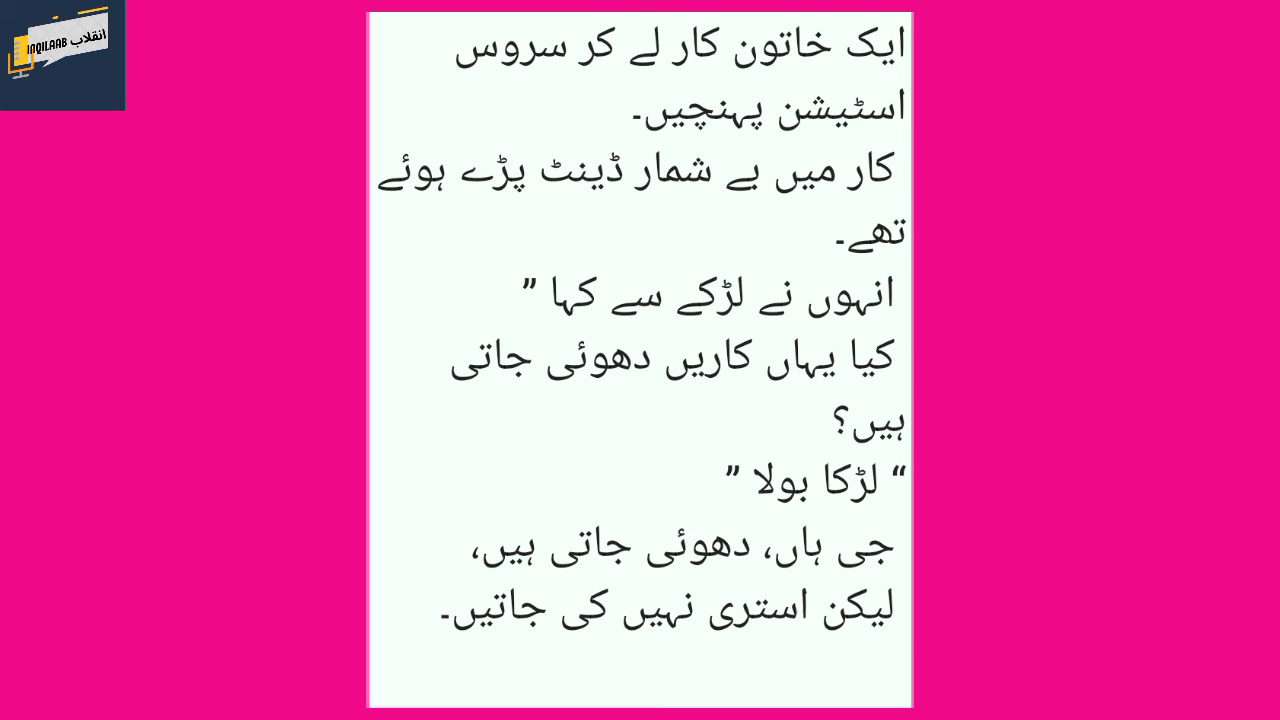 INQILAAB انقلاب
ایک خاتون کار لے کر سروس
اسٹیشن پہنچیں۔
کار میں بے شمار ڈینٹ پڑے ہوئے
تھے۔
انہوں نے لڑکے سے کہا ”
کیا یہاں کاریں دھوئی جاتی
ہیں؟
“ لڑکا بولا ”
جی ہاں، دھوئی جاتی ہیں،
لیکن استری نہیں کی جاتیں۔